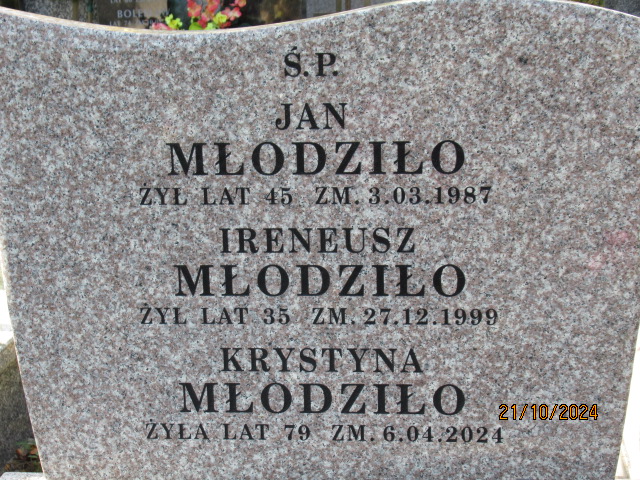 Ś.P.
JAN
MŁODZIŁO
ŻYŁ LAT 45 ZM. 3.03.1987
IRENEUSZ
MŁODZIŁO
ŻYŁ LAT 35 ZM. 27.12.1999
KRYSTYNA
MŁODZIŁO
ŻYŁA LAT 79 ZM. 6.04.2024
21/10/2024